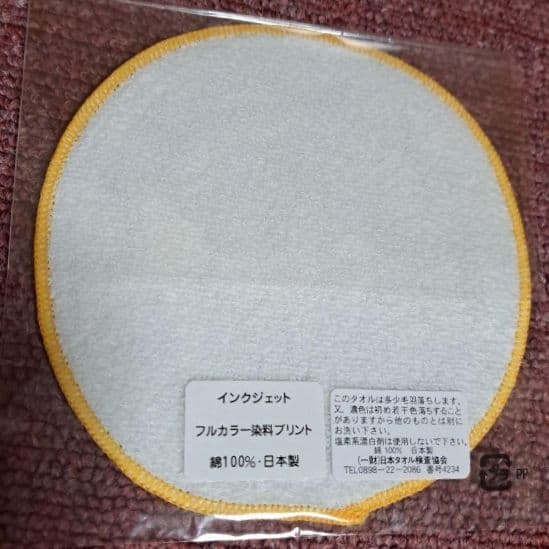 インクジェット
フルカラー染料プリント
綿100%・日本製
このタオルは多少毛羽落ちします。
又、濃色は初め若干色落ちすること
がありますから他のものとは別に
お洗い下さい。
塩素系漂白剤は使用しないで下さい。
綿 100% 日本製
(一財)日本タオル検査協会
TEL0898-22-2086 番号4234
プラ
PP